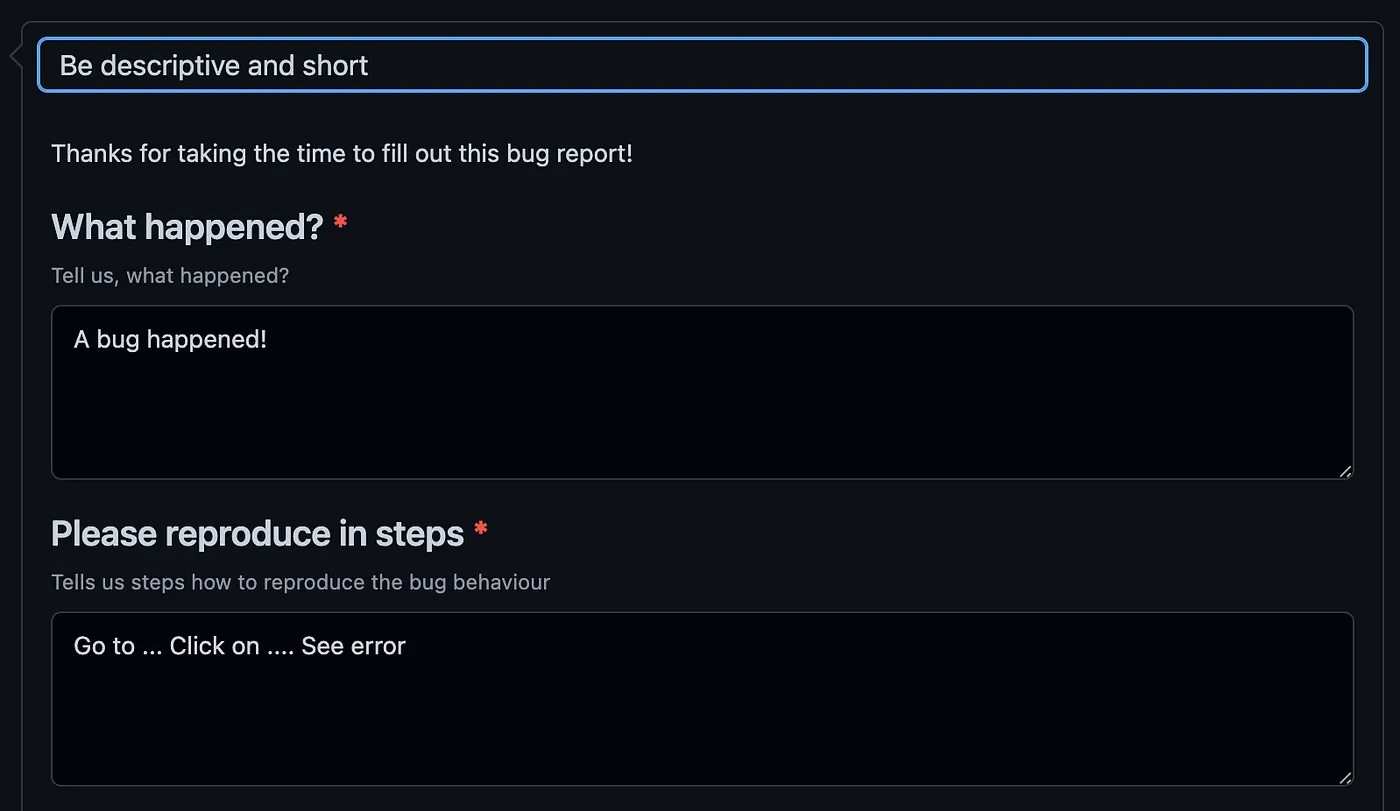 Be descriptive and short
Thanks for taking the time to fill out this bug report!
What happened? *
Tell us, what happened?
A bug happened!
Please reproduce in steps *
Tells us steps how to reproduce the bug behaviour
Go to ... Click on .... See error